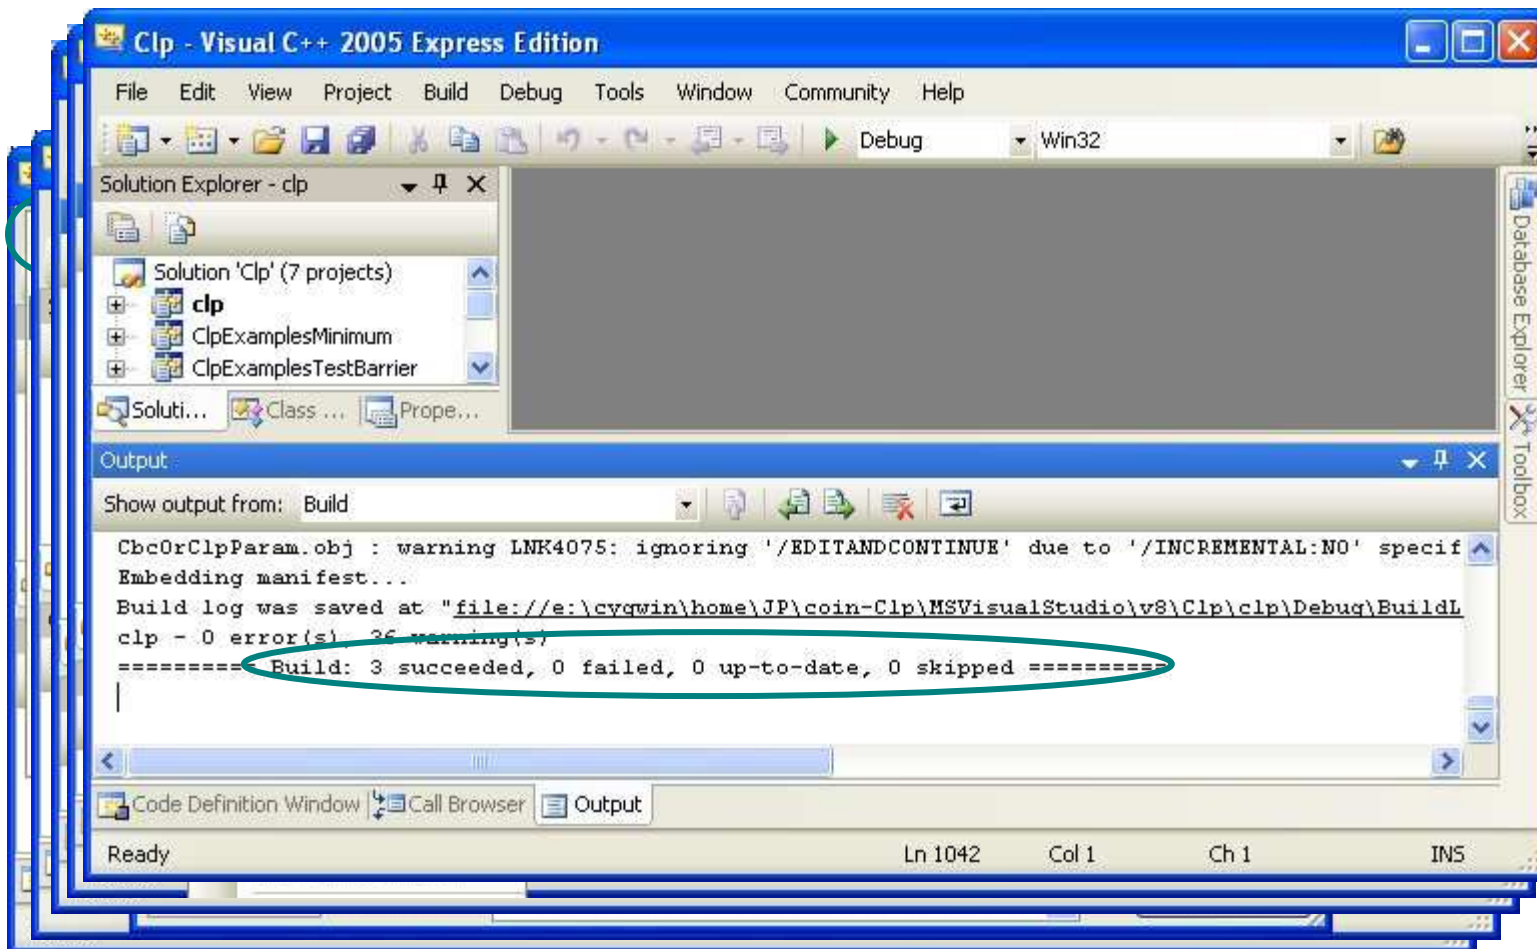 Clp - Visual C++ 2005 Express Edition
File Edit View Project Build Debug Tools Window Community Help
Debug Win32
Solution Explorer - clp
Solution 'Clp' (7 projects)
clp
ClpExamplesMinimum
ClpExamplesTestBarrier
Soluti... Class ... Prope...
Database Explorer
Toolbox
Output
Show output from: Build
CbcOrClpParam.obj : warning LNK4075: ignoring '/EDITANDCONTINUE' due to '/INCREMENTAL:NO' specif
Embedding manifest...
Build log was saved at "file://e:\cygwin\home\JP\coin-Clp\MSVisualStudio\v8\Clp\clp\Debug\BuildL
clp - 0 error(s), 36 warning(s)
========== Build: 3 succeeded, 0 failed, 0 up-to-date, 0 skipped ==========
Code Definition Window Call Browser Output
Ready Ln 1042 Col 1 Ch 1 INS